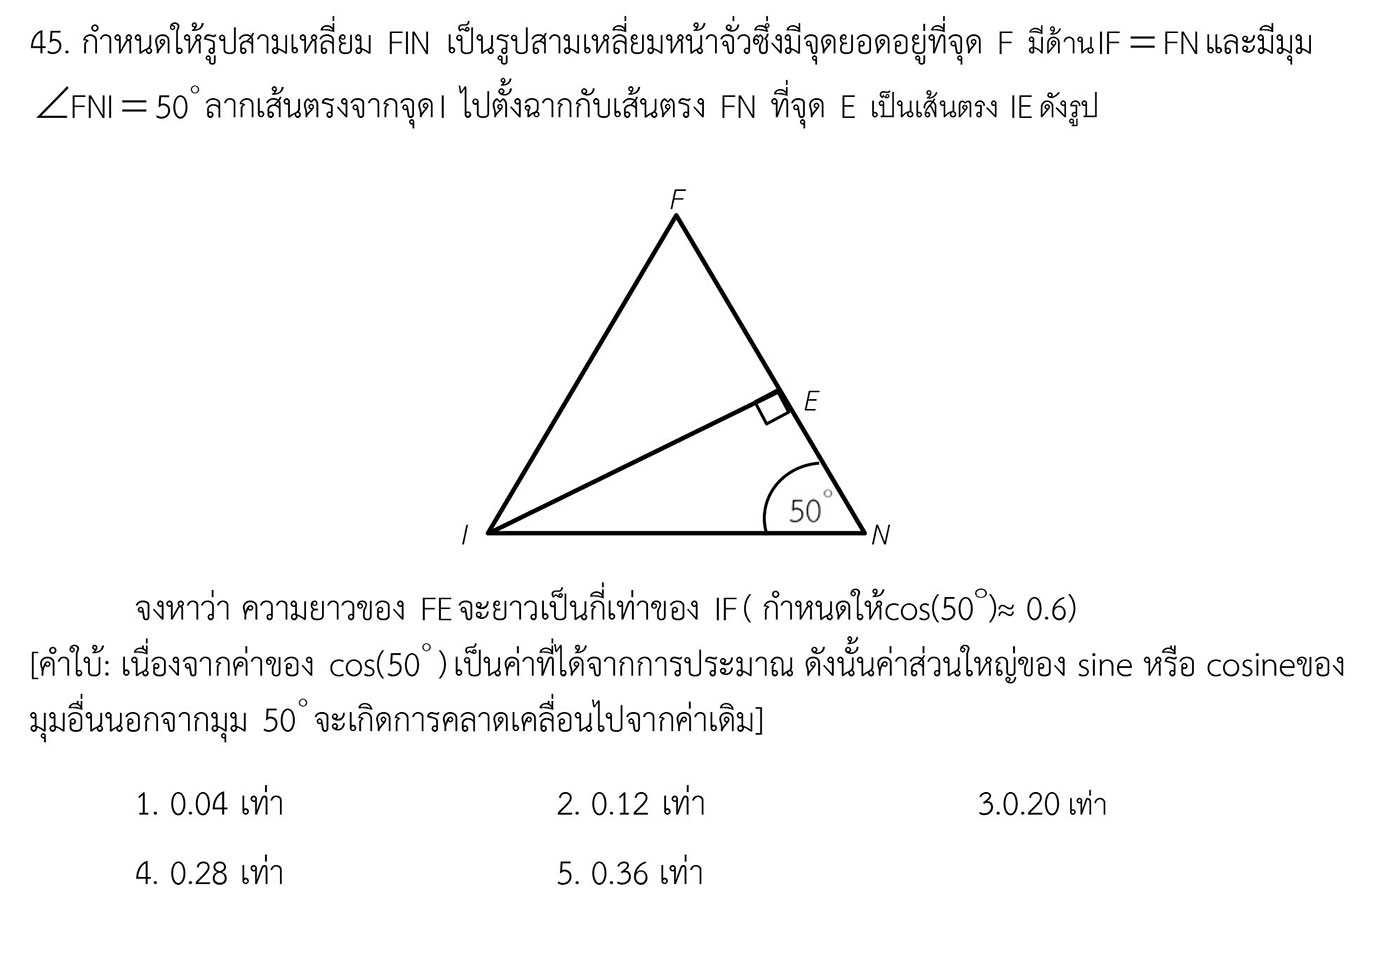 45. กำหนดให้รูปสามเหลี่ยม FIN เป็นรูปสามเหลี่ยมหน้าจั่วซึ่งมีจุดยอดอยู่ที่จุด F มีด้าน IF = FN และมีมุม
∠FNI = 50° ลากเส้นตรงจากจุด I ไปตั้งฉากกับเส้นตรง FN ที่จุด E เป็นเส้นตรง IE ดังรูป
F
E
50°
I N
จงหาว่า ความยาวของ FE จะยาวเป็นกี่เท่าของ IF ( กำหนดให้cos(50°)≈ 0.6)
[คำใบ้: เนื่องจากค่าของ cos(50°) เป็นค่าที่ได้จากการประมาณ ดังนั้นค่าส่วนใหญ่ของ sine หรือ cosineของ
มุมอื่นนอกจากมุม 50° จะเกิดการคลาดเคลื่อนไปจากค่าเดิม]
1. 0.04 เท่า 2. 0.12 เท่า 3.0.20 เท่า
4. 0.28 เท่า 5. 0.36 เท่า